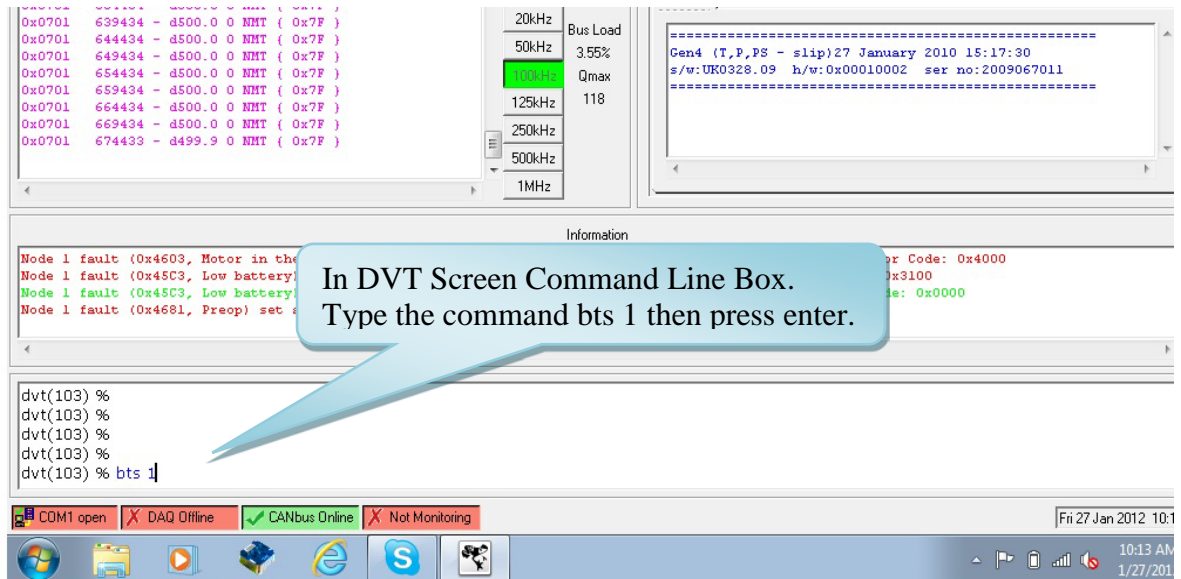 0x0701 639434 - d500.0 0 NMT { 0x7F }
0x0701 644434 - d500.0 0 NMT { 0x7F }
0x0701 649434 - d500.0 0 NMT { 0x7F }
0x0701 654434 - d500.0 0 NMT { 0x7F }
0x0701 659434 - d500.0 0 NMT { 0x7F }
0x0701 664434 - d500.0 0 NMT { 0x7F }
0x0701 669434 - d500.0 0 NMT { 0x7F }
0x0701 674433 - d499.9 0 NMT { 0x7F }
20kHz
50kHz
100kHz
125kHz
250kHz
500kHz
1MHz
Bus Load
3.55%
Qmax
118
====================================================
Gen4 (T,P,PS - slip)27 January 2010 15:17:30
s/w:UK0328.09 h/w:0x00010002 ser no:2009067011
====================================================
Information
Node 1 fault (0x4603, Motor in the
Code: 0x4000
Node 1 fault (0x45C3, Low battery)
0x3100
Node 1 fault (0x45C3, Low battery)
0x0000
Node 1 fault (0x4681, Preop) set
In DVT Screen Command Line Box.
Type the command bts 1 then press enter.
dvt(103) %
dvt(103) %
dvt(103) %
dvt(103) %
dvt(103) % bts 1
COM1 open
DAQ Offline
CANbus Online
Not Monitoring
Fri 27 Jan 2012 10:1
10:13 AM
1/27/201